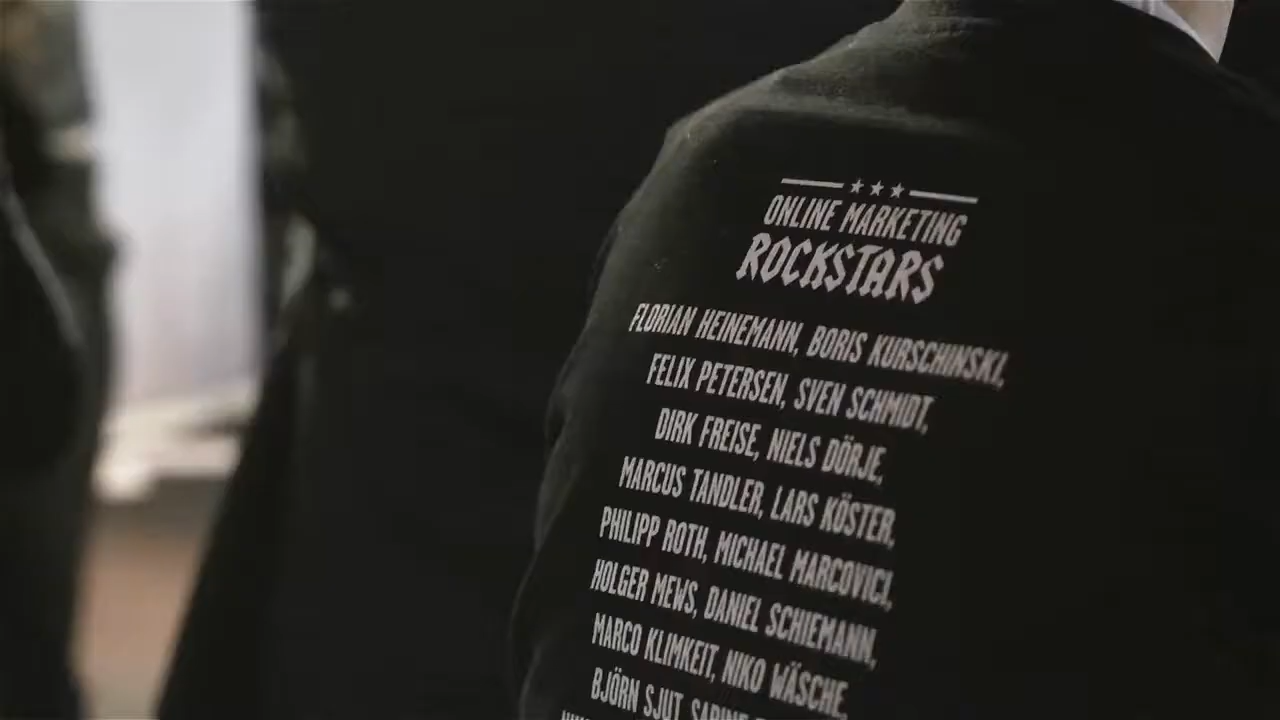 ONLINE MARKETING
ROCKSTARS
FLORIAN HEINEMANN, BORIS KURSCHINSKI,
FELIX PETERSEN, SVEN SCHMIDT,
DIRK FREISE, NIELS DÖRJE,
MARCUS TANDLER, LARS KÖSTER,
PHILIPP ROTH, MICHAEL MARCOVICI,
HOLGER MEWS, DANIEL SCHIEMANN,
MARCO KLIMKEIT, NIKO WÄSCHE,
BJÖRN SJUT, SABINE